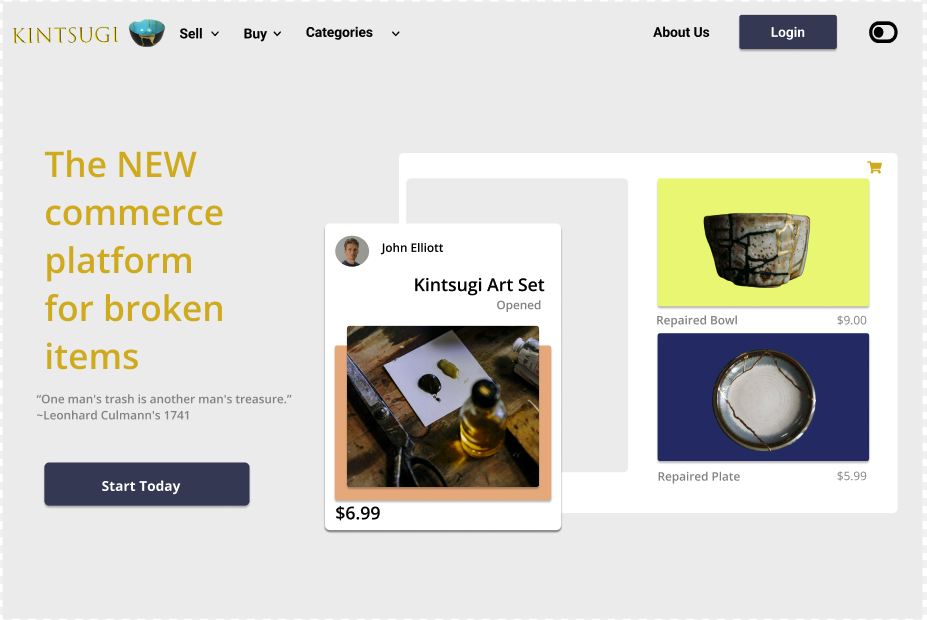 KINTSUGI
Sell
Buy
Categories
About Us
Login
The NEW
commerce
platform
for broken
items
“One man's trash is another man's treasure.”
~Leonhard Culmann's 1741
Start Today
John Elliott
Kintsugi Art Set
Opened
$6.99
Repaired Bowl
$9.00
Repaired Plate
$5.99